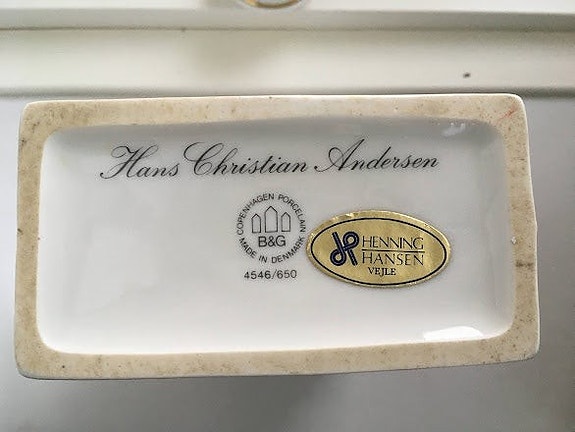 Hans Christian Andersen
COPENHAGEN PORCELAIN
B&G
MADE IN DENMARK
4546/650
HENNING
HANSEN
VEJLE